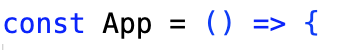 const App = () => {